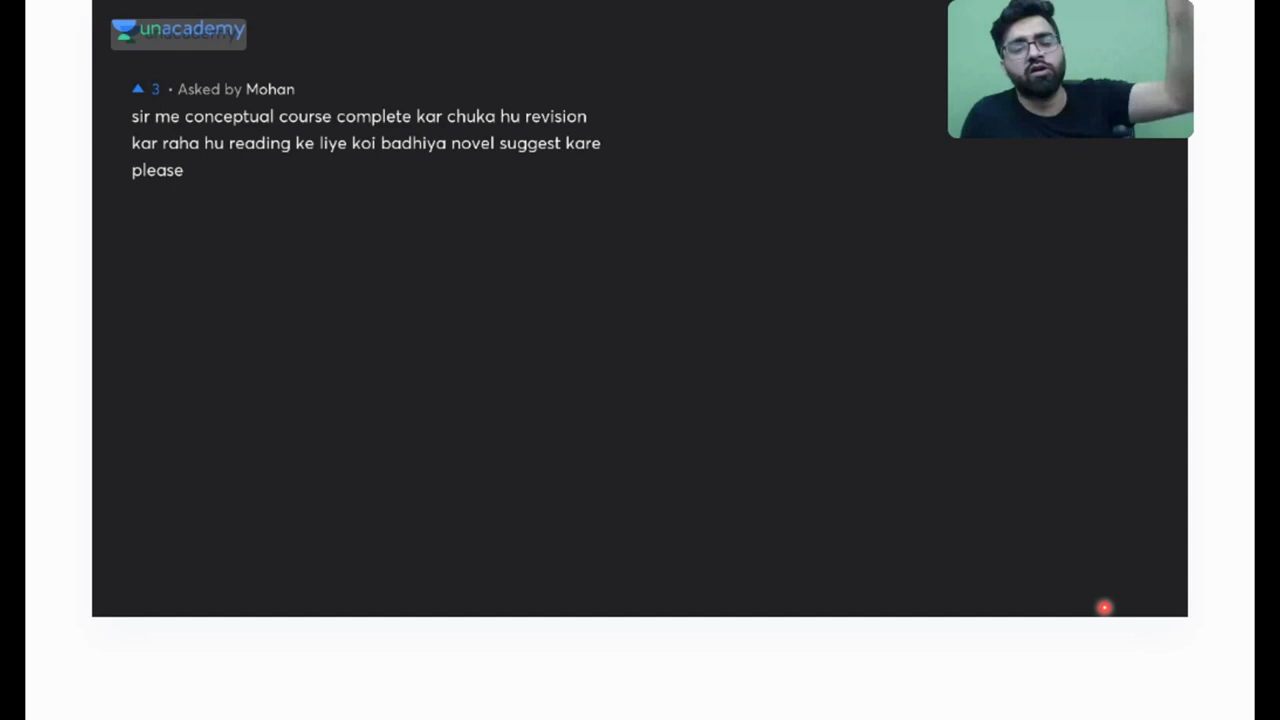 unacademy
3 • Asked by Mohan
sir me conceptual course complete kar chuka hu revision
kar raha hu reading ke liye koi badhiya novel suggest kare
please